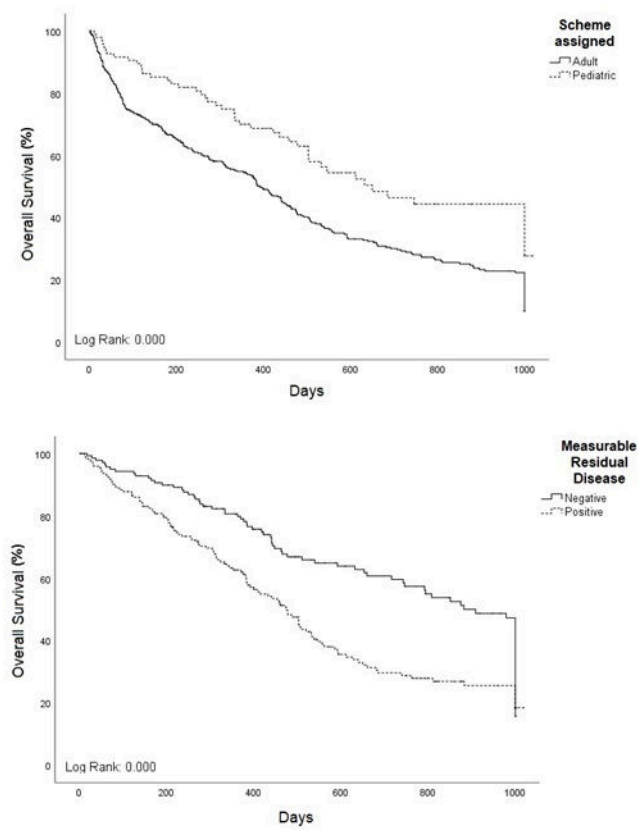 Scheme
assigned
Adult
Pediatric
100
80
60
40
20
0
Overall Survival (%)
Log Rank: 0.000
0 200 400 600 800 1000
Days
Measurable
Residual
Disease
Negative
Positive
100
80
60
40
20
0
Overall Survival (%)
Log Rank: 0.000
0 200 400 600 800 1000
Days